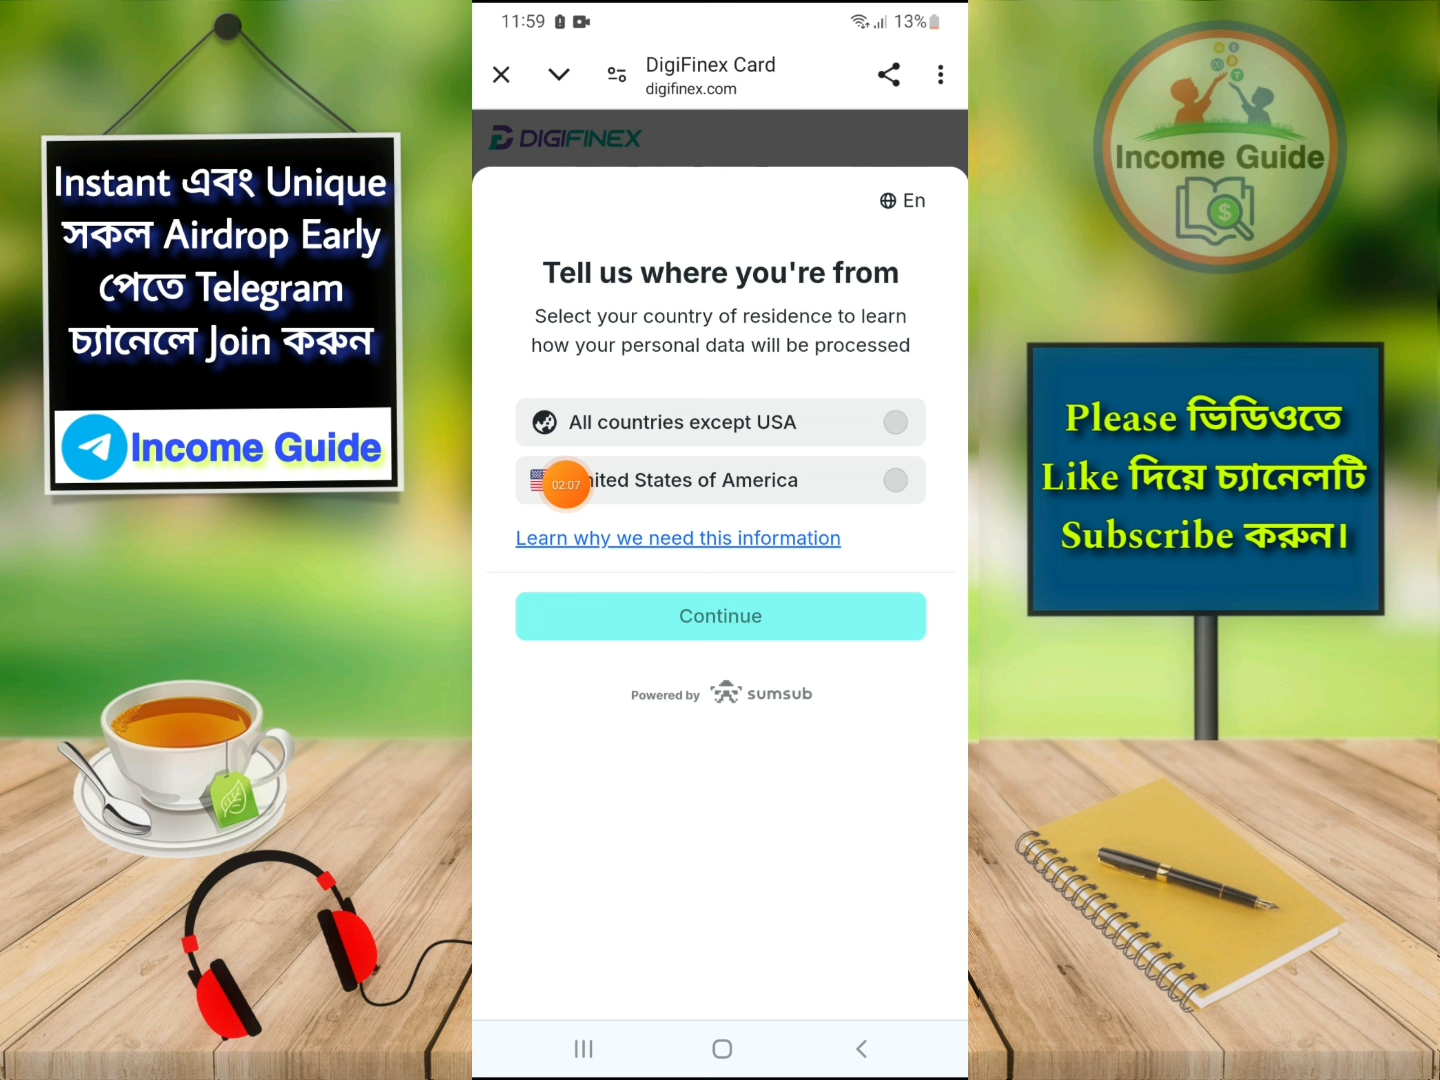 Instant এবং Unique
সকল Airdrop Early
পেতে Telegram
চ্যানেলে Join করুন
Income Guide
11:59
13%
DigiFinex Card
digifinex.com
DIGIFINEX
En
Tell us where you're from
Select your country of residence to learn
how your personal data will be processed
All countries except USA
nited States of America
02:07
Learn why we need this information
Continue
Powered by sumsub
Income Guide
Please ভিডিওতে
Like দিয়ে চ্যানেলটি
Subscribe করুন।